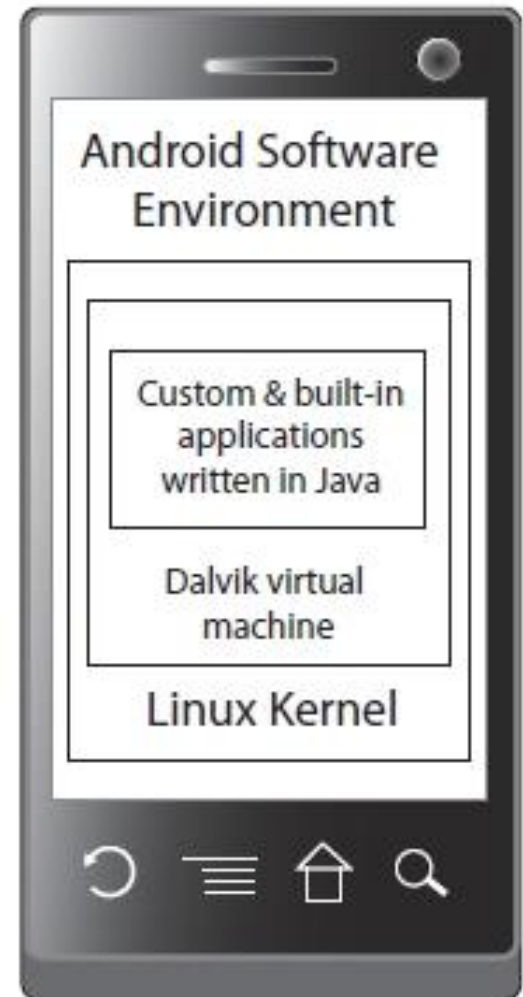 Android Software
Environment
Custom & built-in
applications
written in Java
Dalvik virtual
machine
Linux Kernel